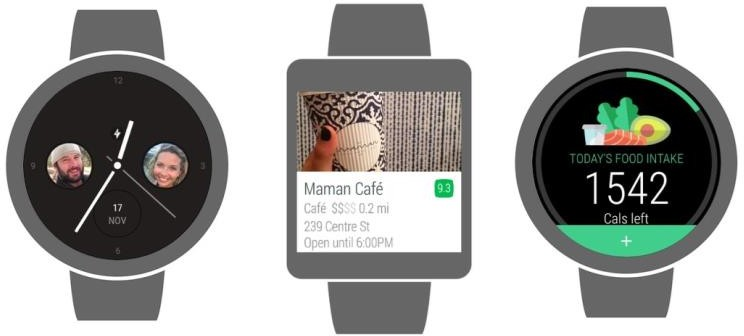 12
9
3
17
NOV
6
Maman Café
9.3
Café $$$$ 0.2 mi
239 Centre St
Open until 6:00PM
TODAY'S FOOD INTAKE
1542
Cals left
+